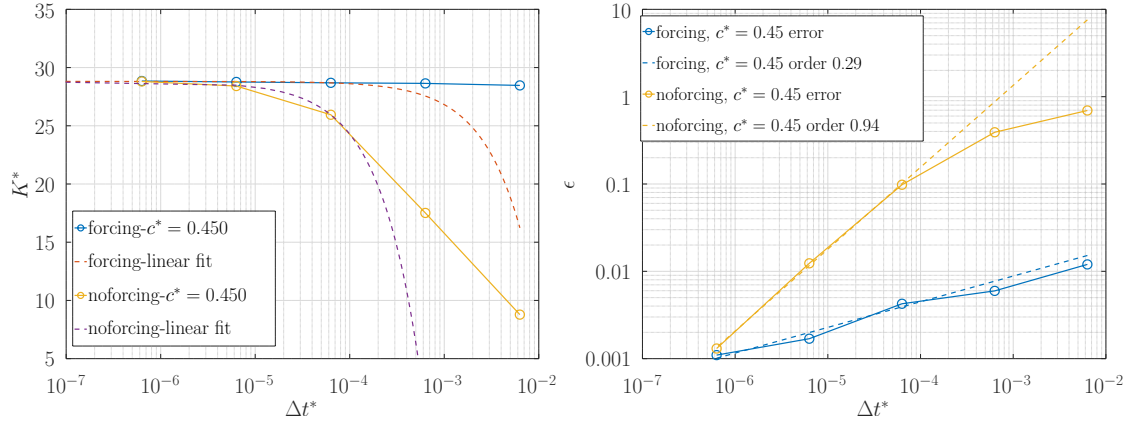 35
30
25
20
15
10
5
K*
forcing-c* = 0.450
forcing-linear fit
noforcing-c* = 0.450
noforcing-linear fit
10⁻⁷
10⁻⁶
10⁻⁵
10⁻⁴
10⁻³
10⁻²
Δt*
10
1
0.1
0.01
0.001
ϵ
forcing, c* = 0.45 error
forcing, c* = 0.45 order 0.29
noforcing, c* = 0.45 error
noforcing, c* = 0.45 order 0.94
10⁻⁶
10⁻⁵
10⁻⁴
10⁻³
10⁻²
Δt*